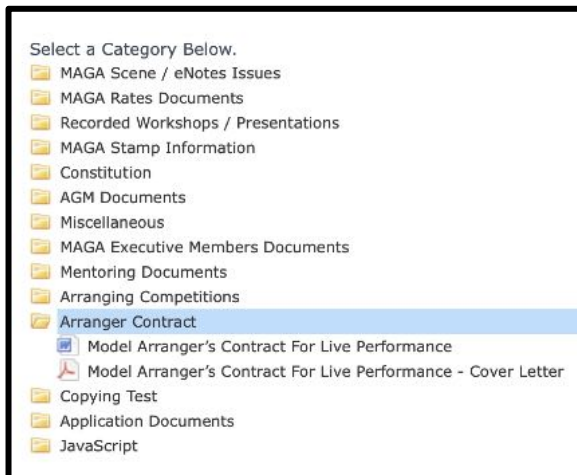 Select a Category Below.
MAGA Scene / eNotes Issues
MAGA Rates Documents
Recorded Workshops / Presentations
MAGA Stamp Information
Constitution
AGM Documents
Miscellaneous
MAGA Executive Members Documents
Mentoring Documents
Arranging Competitions
Arranger Contract
Model Arranger's Contract For Live Performance
Model Arranger's Contract For Live Performance - Cover Letter
Copying Test
Application Documents
JavaScript